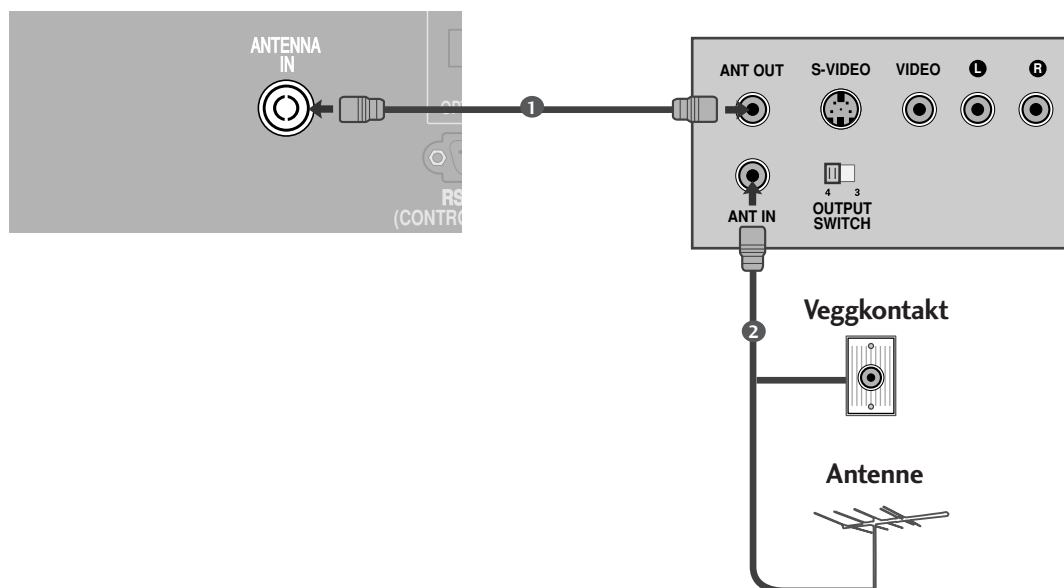 ANTENNA
IN
RS
(CONTRO
1
ANT OUT S-VIDEO VIDEO L R
4 3
ANT IN
OUTPUT
SWITCH
2
Veggkontakt
Antenne